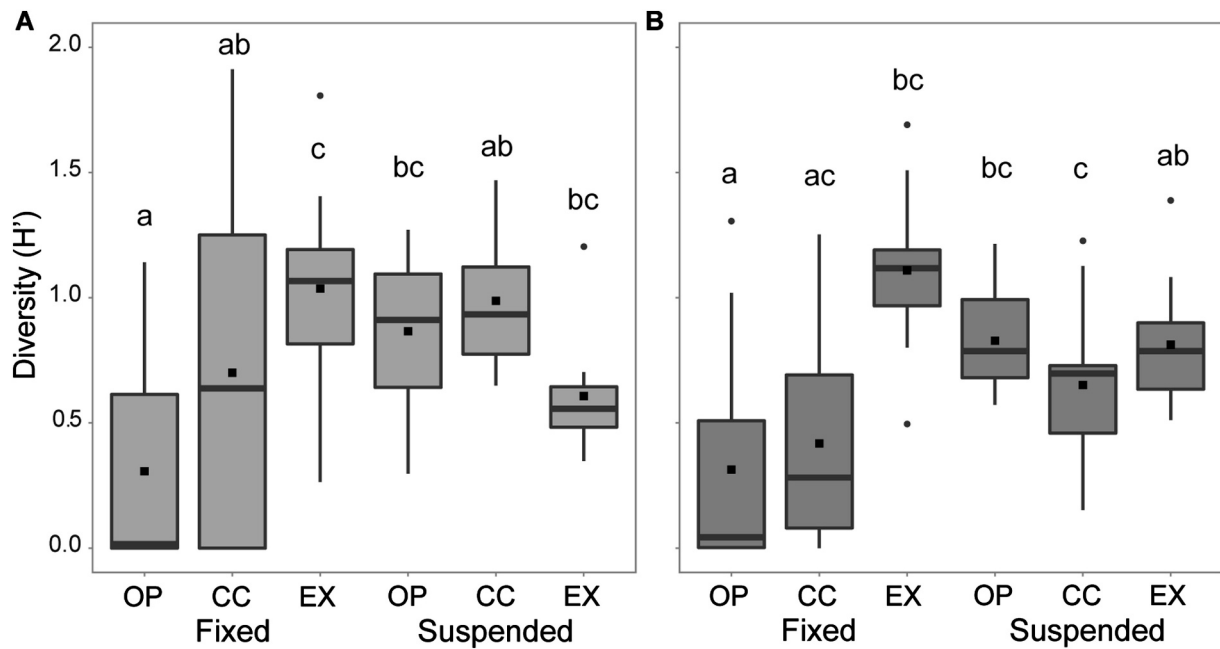 A
B
2.0
1.5
1.0
0.5
0.0
Diversity (H')
a
ab
c
bc
ab
bc
a
ac
bc
bc
c
ab
OP CC EX OP CC EX
Fixed Suspended
OP CC EX OP CC EX
Fixed Suspended